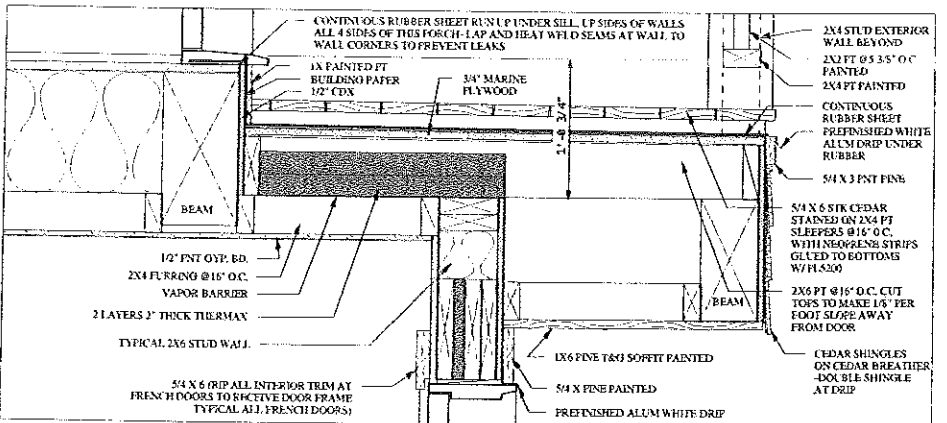 CONTINUOUS RUBBER SHEET RUN UP UNDER SILL, UP SIDES OF WALLS
ALL 4 SIDES OF THIS PORCH- LAP AND HEAT WELD SEAMS AT WALL TO
WALL CORNERS TO PREVENT LEAKS
1X PAINTED PT
BUILDING PAPER
1/2" CDX
3/4" MARINE
PLYWOOD
1'-8 3/4"
2X4 STUD EXTERIOR
WALL BEYOND
2X2 PT @5 3/8" O C
PAINTED
2X4 PT PAINTED
CONTINUOUS
RUBBER SHEET
PREFINISHED WHITE
ALUM DRIP UNDER
RUBBER
5/4 X 3 PNT PINE
5/4 X 6 STK CEDAR
STAINED ON 2X4 PT
SLEEPERS @16" O C,
WITH NEOPRENE STRIPS
GLUED TO BOTTOMS
W/ PL5200
2X6 PT @16" O.C. CUT
TOPS TO MAKE 1/8" PER
FOOT SLOPE AWAY
FROM DOOR
CEDAR SHINGLES
ON CEDAR BREATHER
-DOUBLE SHINGLE
AT DRIP
BEAM
BEAM
1/2" PNT GYP. BD.
2X4 FURRING @16" O.C.
VAPOR BARRIER
2 LAYERS 2" THICK THERMAX
TYPICAL 2X6 STUD WALL
5/4 X 6 (RIP ALL INTERIOR TRIM AT
FRENCH DOORS TO RECEIVE DOOR FRAME
TYPICAL ALL FRENCH DOORS)
1X6 PINE T&G SOFFIT PAINTED
5/4 X PINE PAINTED
PREFINISHED ALUM WHITE DRIP